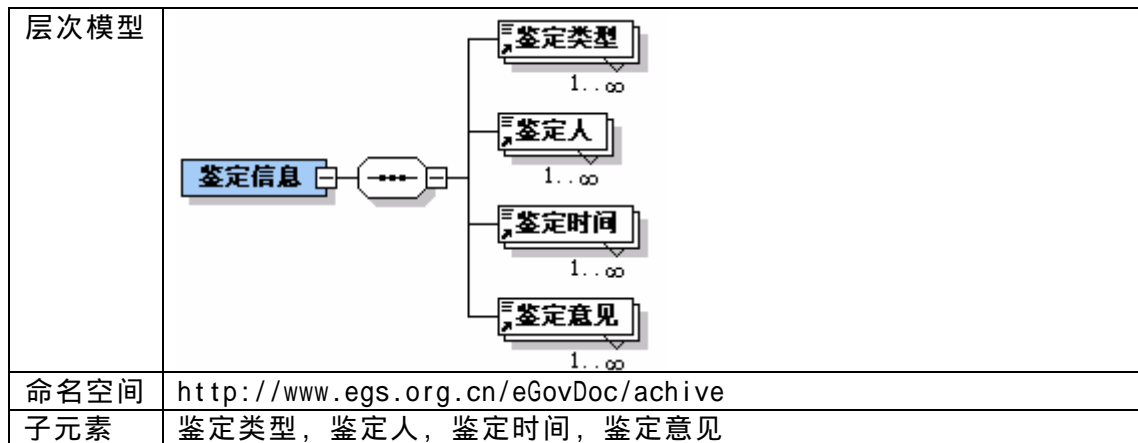 层次模型
鉴定类型
1..∞
鉴定人
1..∞
鉴定信息
鉴定时间
1..∞
鉴定意见
1..∞
命名空间 http://www.egs.org.cn/eGovDoc/achive
子元素 鉴定类型，鉴定人，鉴定时间，鉴定意见